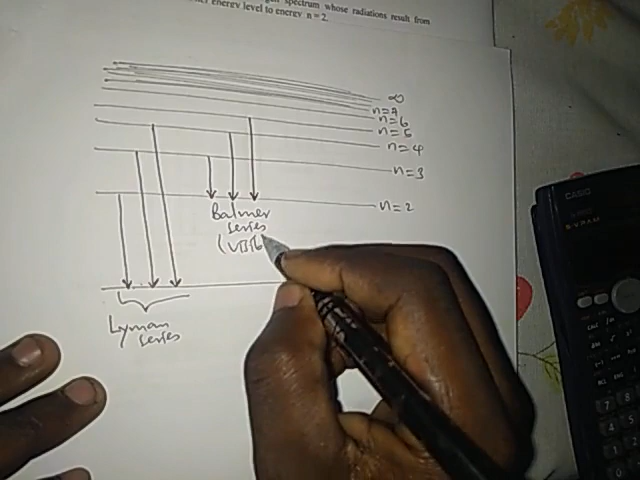 spectrum whose radiations result from
energy level to energy n = 2.
∞
n=6
n=5
n=4
n=3
n=2
Balmer
series
Lyman
series
CASIO